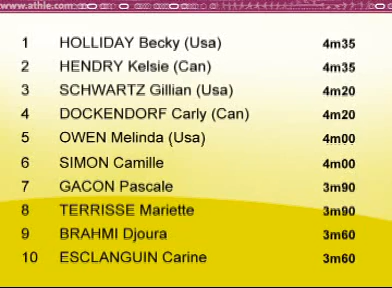 www.athle.com
1 HOLLIDAY Becky (Usa) 4m35
2 HENDRY Kelsie (Can) 4m35
3 SCHWARTZ Gillian (Usa) 4m20
4 DOCKENDORF Carly (Can) 4m20
5 OWEN Melinda (Usa) 4m00
6 SIMON Camille 4m00
7 GACON Pascale 3m90
8 TERRISSE Mariette 3m90
9 BRAHMI Djoura 3m60
10 ESCLANGUIN Carine 3m60